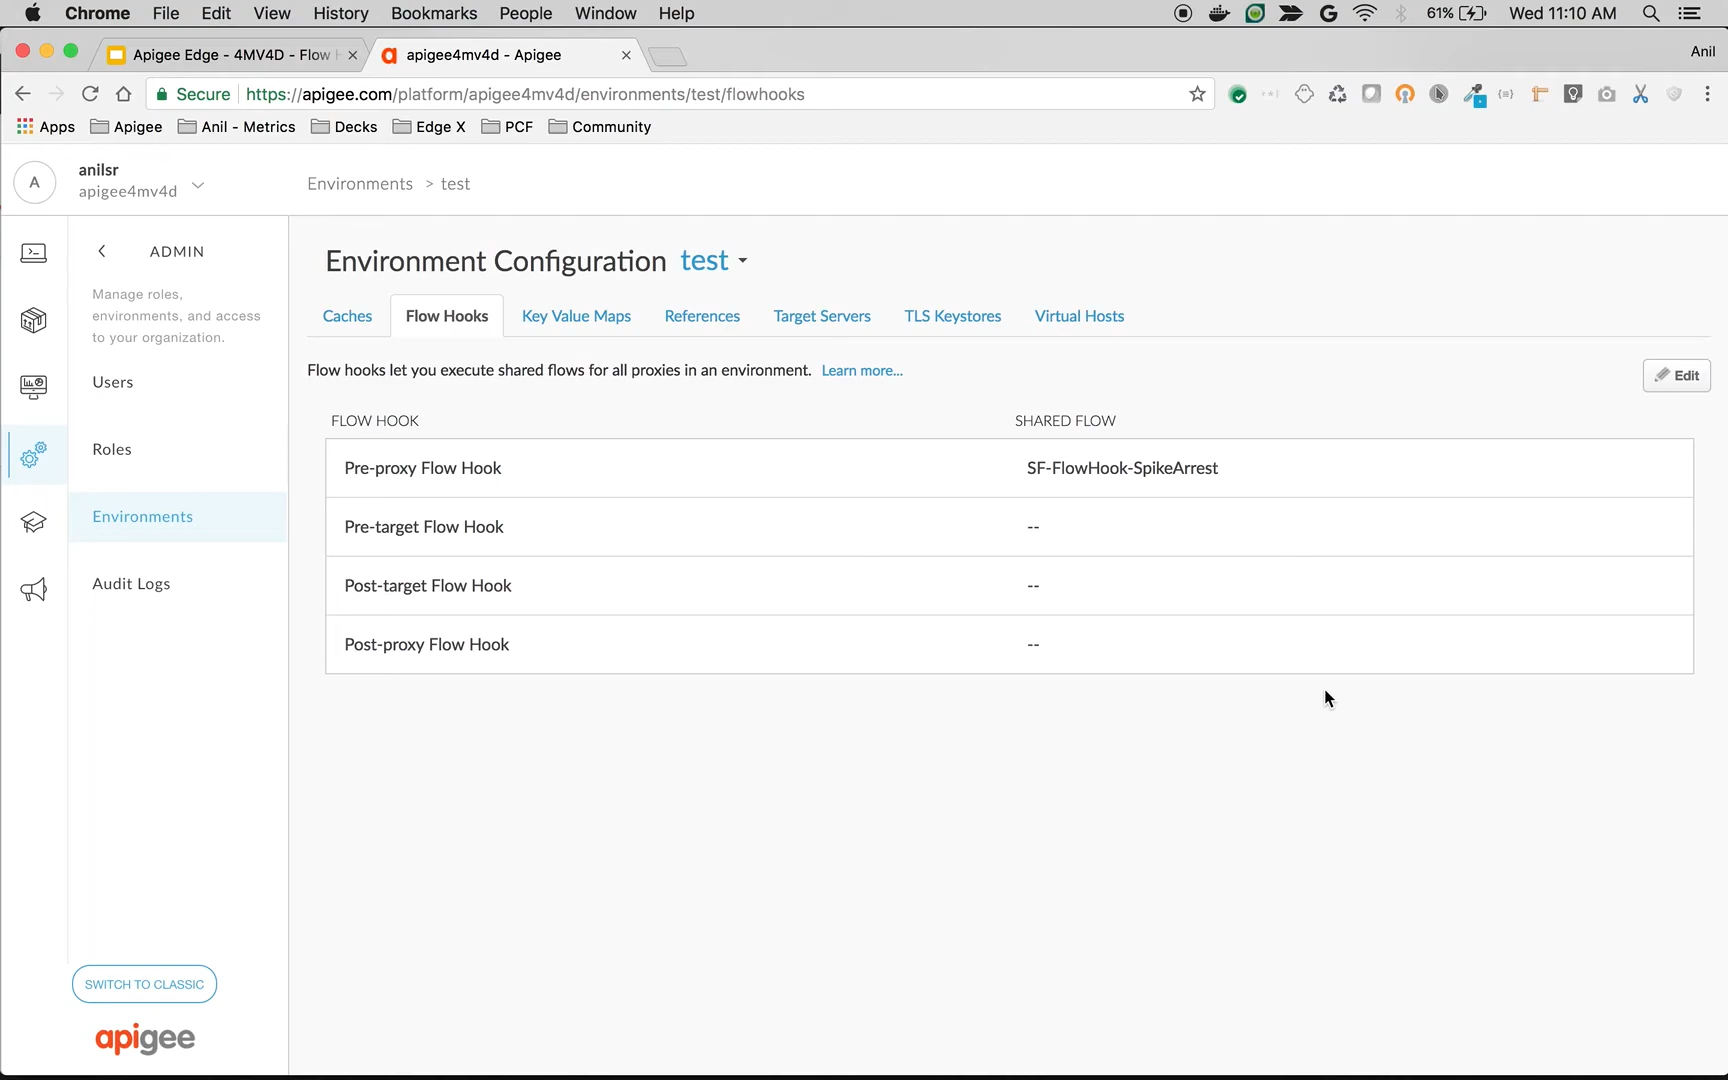 Chrome File Edit View History Bookmarks People Window Help 61% Wed 11:10 AM
Apigee Edge - 4MV4D - Flow apigee4mv4d - Apigee Anil
Secure https://apigee.com/platform/apigee4mv4d/environments/test/flowhooks
Apps Apigee Anil - Metrics Decks Edge X PCF Community
A
anilsr
apigee4mv4d
Environments > test
ADMIN
Manage roles,
environments, and access
to your organization.
Users
Roles
Environments
Audit Logs
SWITCH TO CLASSIC
apigee
Environment Configuration test
Caches Flow Hooks Key Value Maps References Target Servers TLS Keystores Virtual Hosts
Flow hooks let you execute shared flows for all proxies in an environment. Learn more...
Edit
FLOW HOOK SHARED FLOW
Pre-proxy Flow Hook SF-FlowHook-SpikeArrest
Pre-target Flow Hook --
Post-target Flow Hook --
Post-proxy Flow Hook --